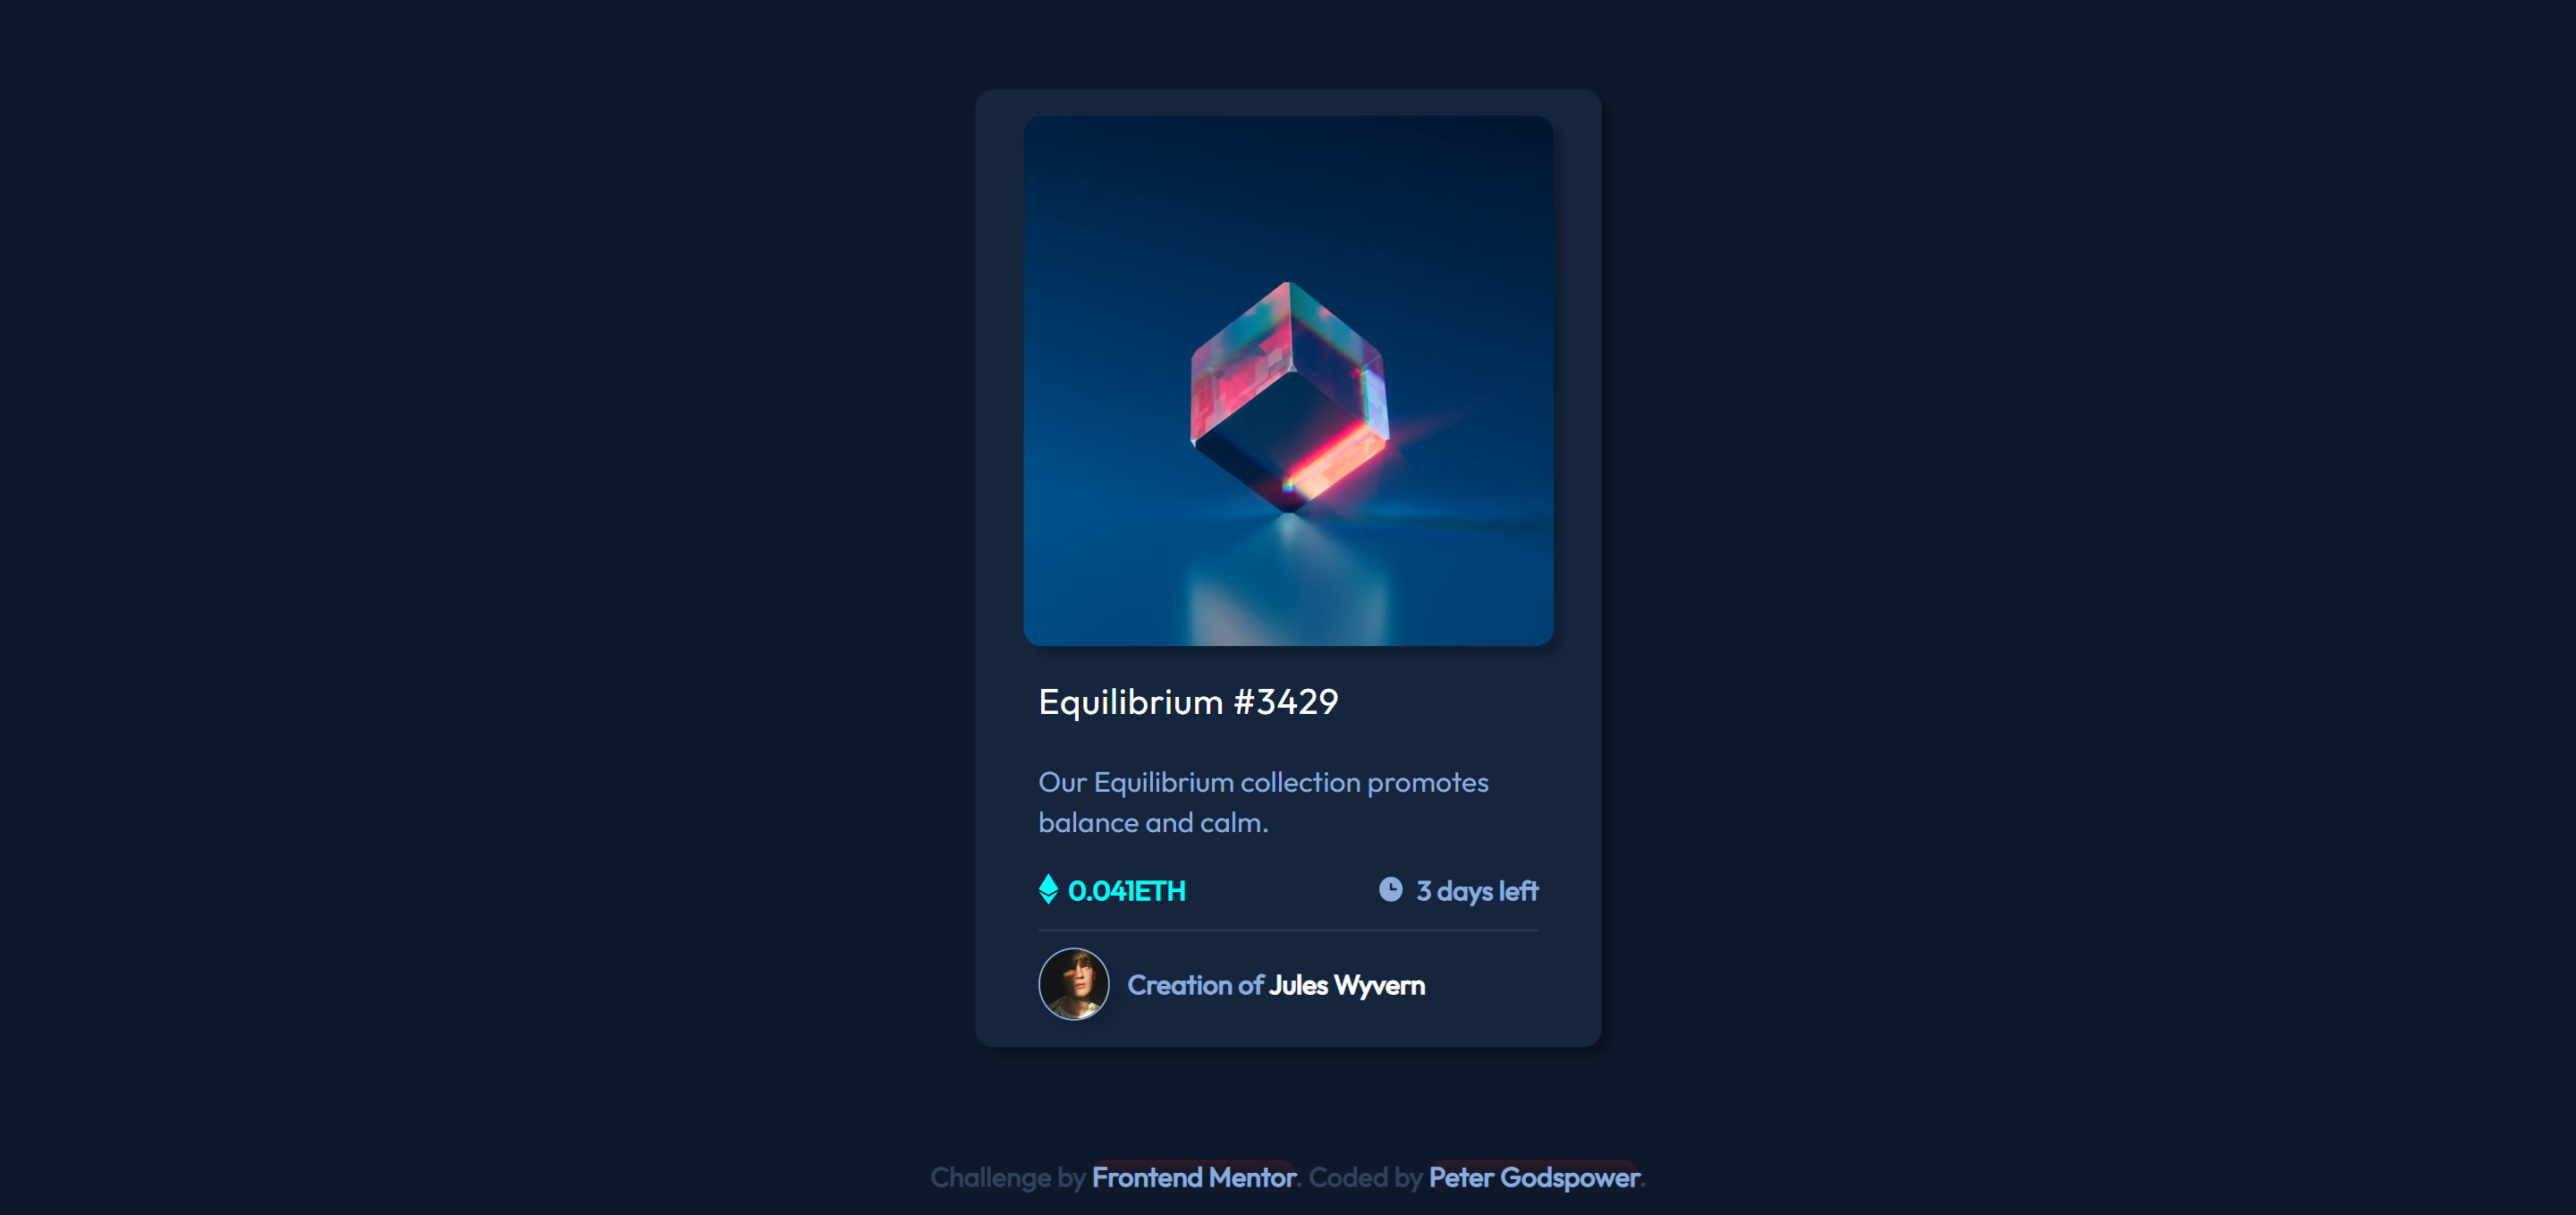 Equilibrium #3429
Our Equilibrium collection promotes
balance and calm.
0.041ETH
3 days left
Creation of Jules Wyvern
Challenge by Frontend Mentor. Coded by Peter Godspower.